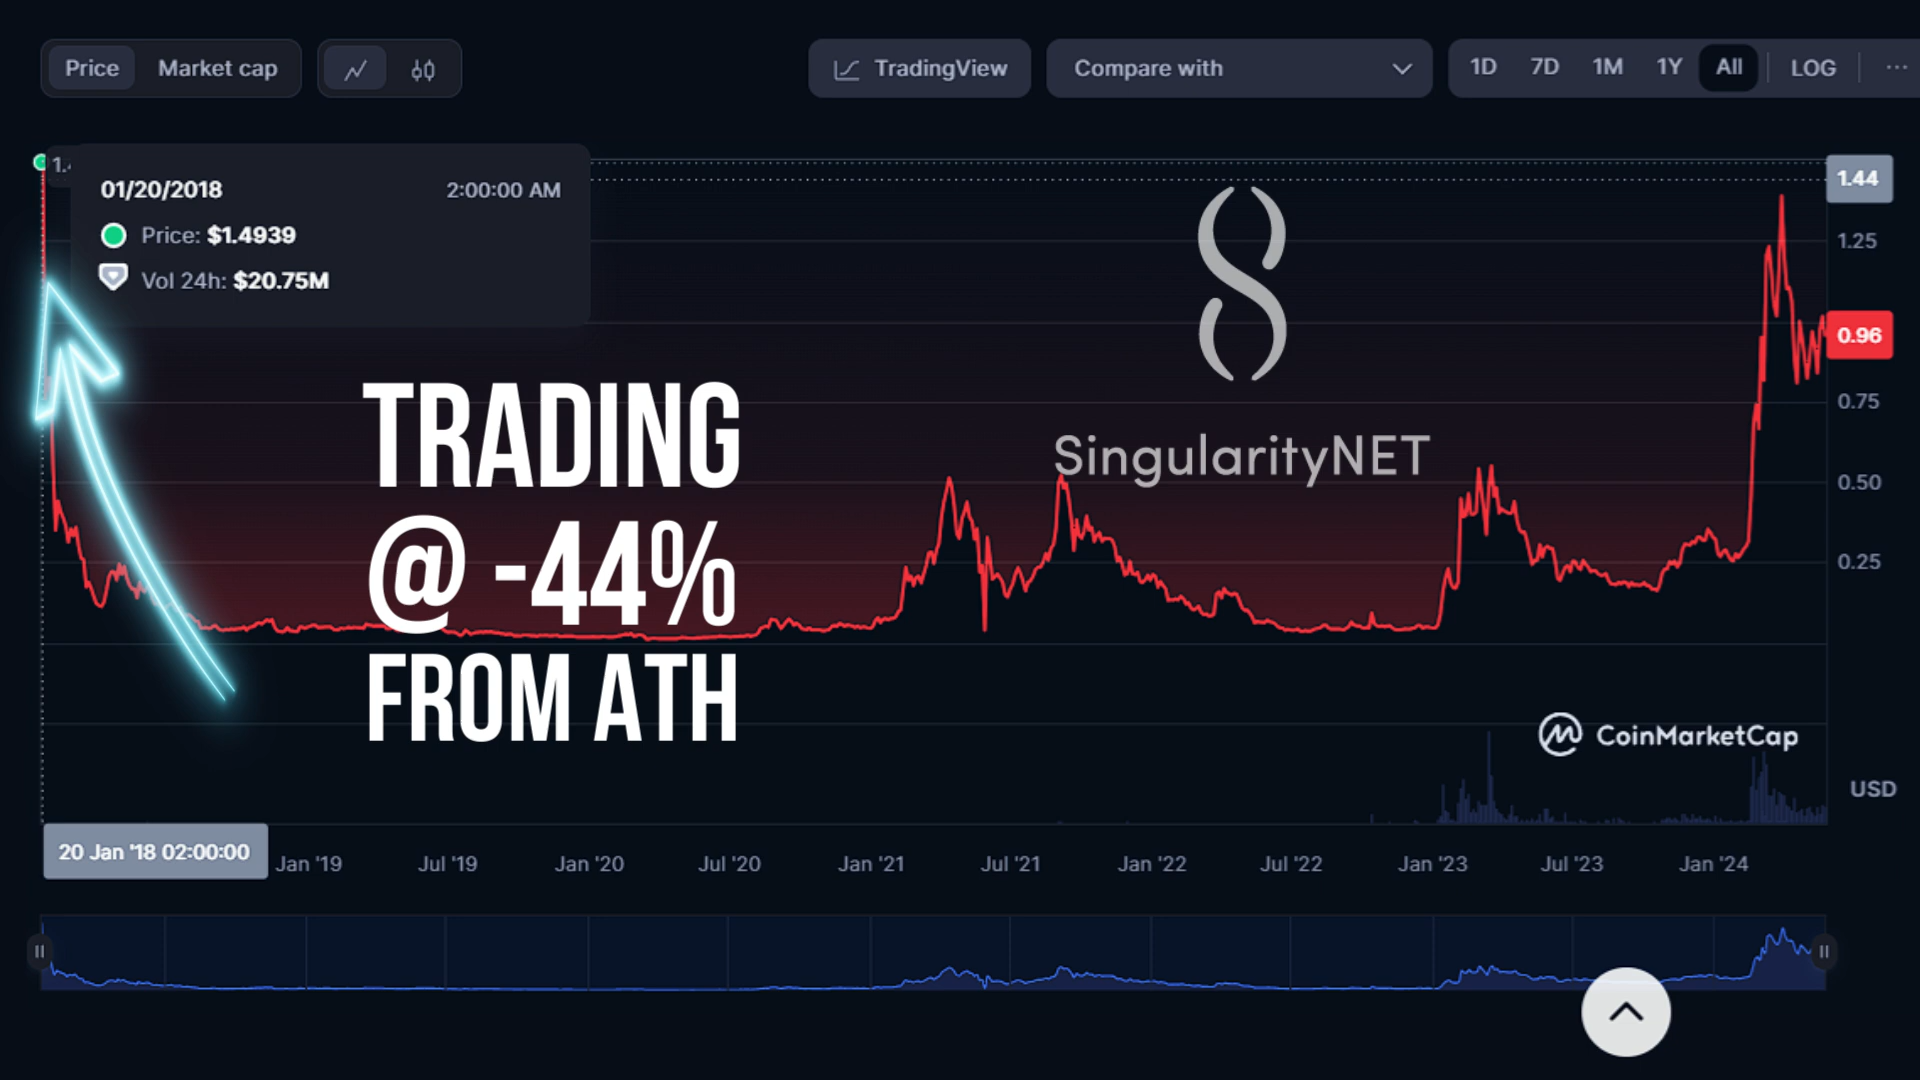 Price Market cap TradingView Compare with 1D 7D 1M 1Y All LOG ...
01/20/2018 2:00:00 AM
Price: $1.4939
Vol 24h: $20.75M
1.44
1.25
0.96
0.75
0.50
0.25
SingularityNET
TRADING
@ -44%
FROM ATH
CoinMarketCap
USD
20 Jan '18 02:00:00 Jan '19 Jul '19 Jan '20 Jul '20 Jan '21 Jul '21 Jan '22 Jul '22 Jan '23 Jul '23 Jan '24